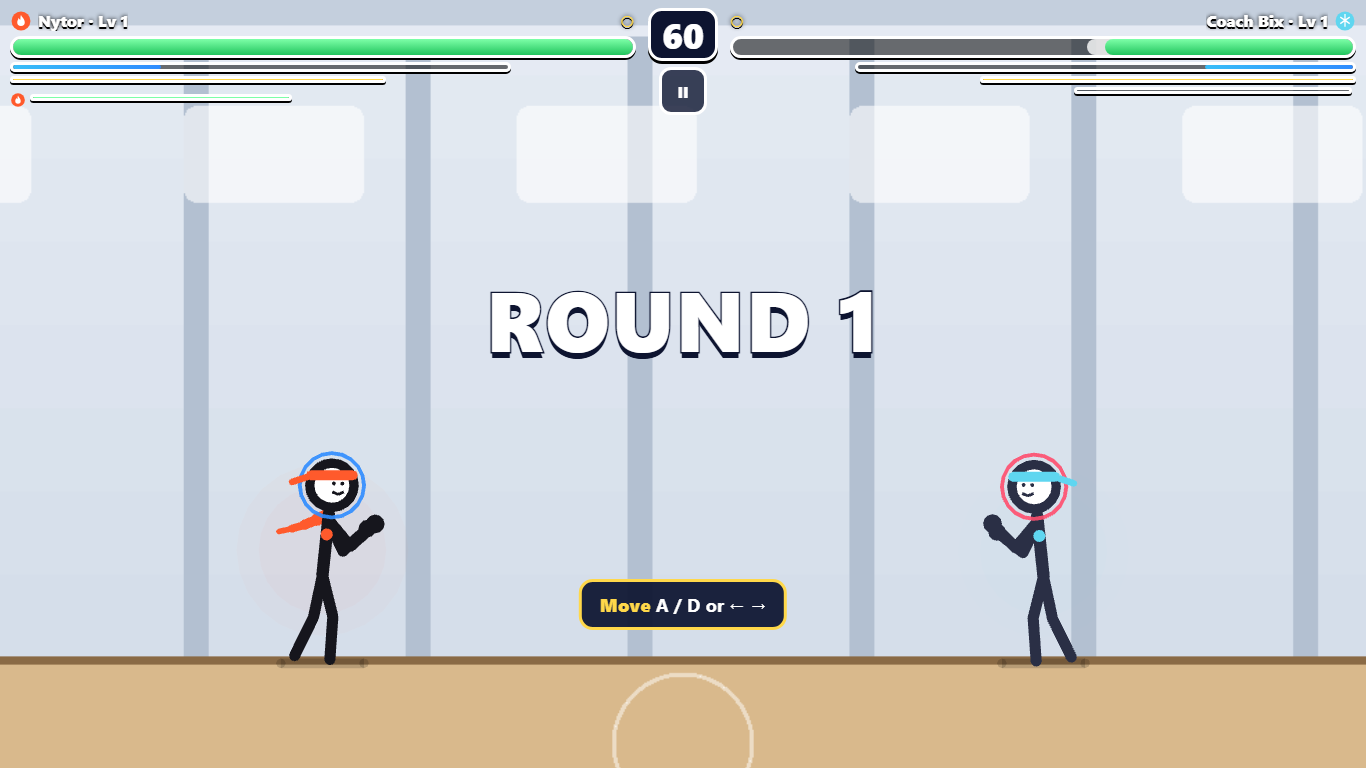 Nytor · Lv 1
60
Coach Bix · Lv 1
ROUND 1
Move A / D or ← →